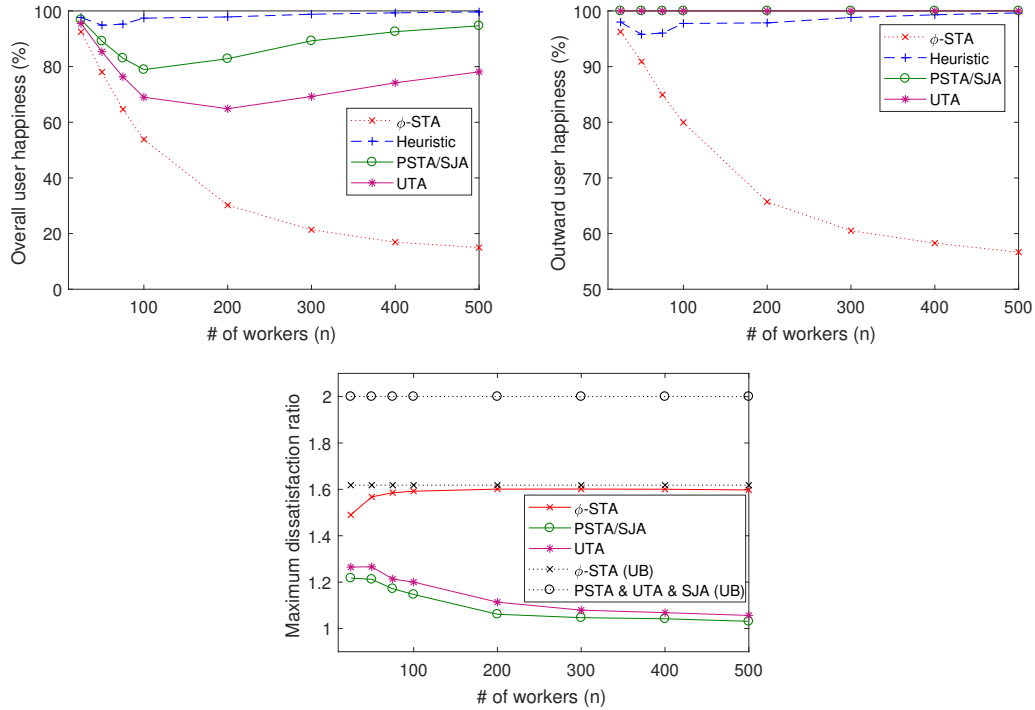 Overall user happiness (%)
100
80
60
40
20
0
ϕ-STA
Heuristic
PSTA/SJA
UTA
100 200 300 400 500
# of workers (n)
Outward user happiness (%)
100
90
80
70
60
50
ϕ-STA
Heuristic
PSTA/SJA
UTA
100 200 300 400 500
# of workers (n)
Maximum dissatisfaction ratio
2
1.8
1.6
1.4
1.2
1
ϕ-STA
PSTA/SJA
UTA
ϕ-STA (UB)
PSTA & UTA & SJA (UB)
100 200 300 400 500
# of workers (n)